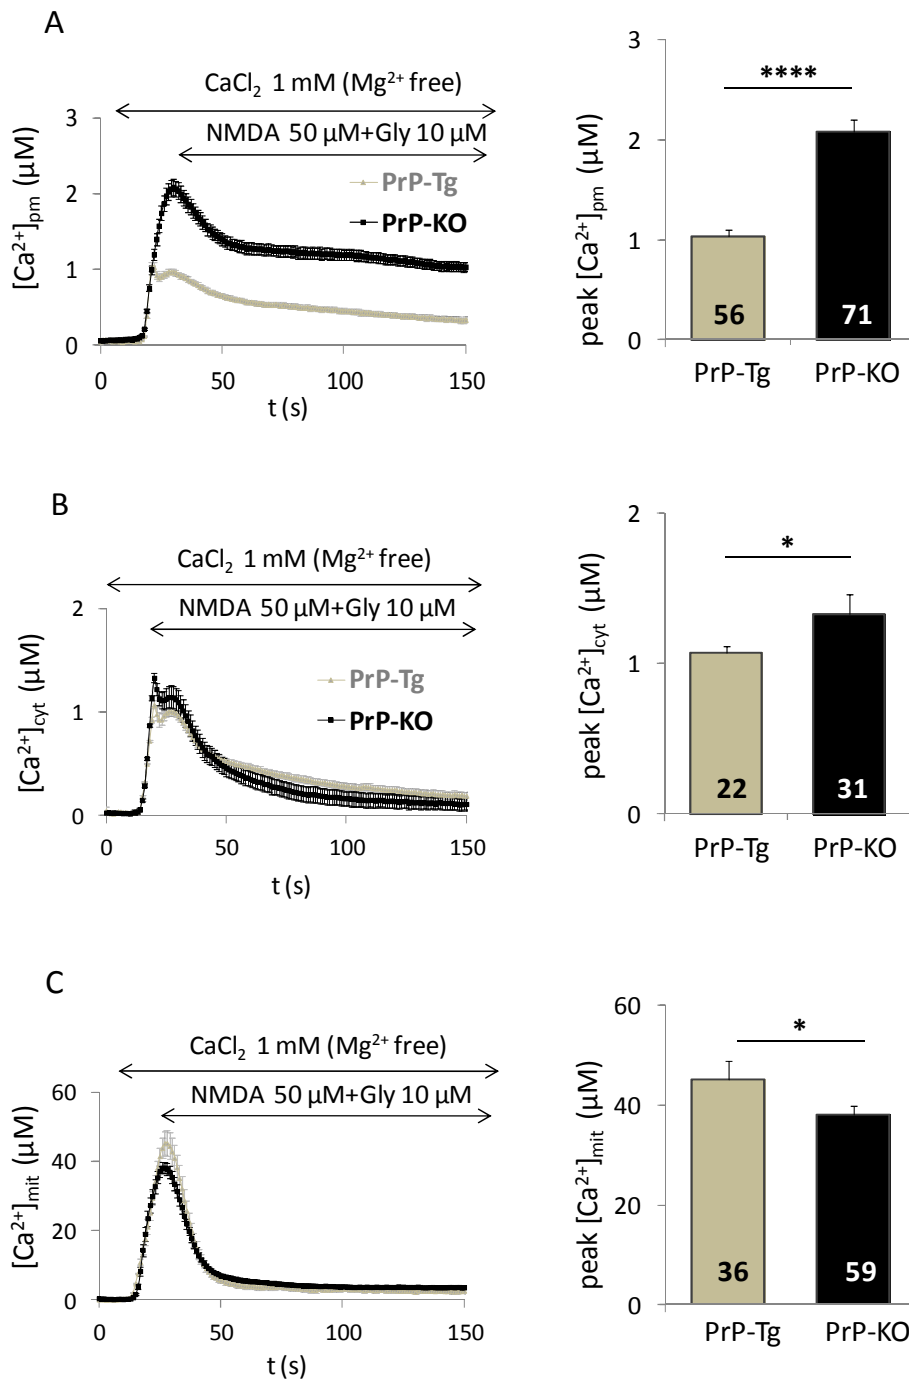 A
CaCl₂ 1 mM (Mg²⁺ free)
NMDA 50 µM+Gly 10 µM
[Ca²⁺]pm (µM)
3
2
1
0
PrP-Tg
PrP-KO
0 50 100 150
t (s)
peak [Ca²⁺]pm (µM)
3
2
1
0
****
56 71
PrP-Tg PrP-KO
B
CaCl₂ 1 mM (Mg²⁺ free)
NMDA 50 µM+Gly 10 µM
[Ca²⁺]cyt (µM)
2
1
0
PrP-Tg
PrP-KO
0 50 100 150
t (s)
peak [Ca²⁺]cyt (µM)
2
1
0
*
22 31
PrP-Tg PrP-KO
C
CaCl₂ 1 mM (Mg²⁺ free)
NMDA 50 µM+Gly 10 µM
[Ca²⁺]mit (µM)
60
40
20
0
0 50 100 150
t (s)
peak [Ca²⁺]mit (µM)
60
40
20
0
*
36 59
PrP-Tg PrP-KO